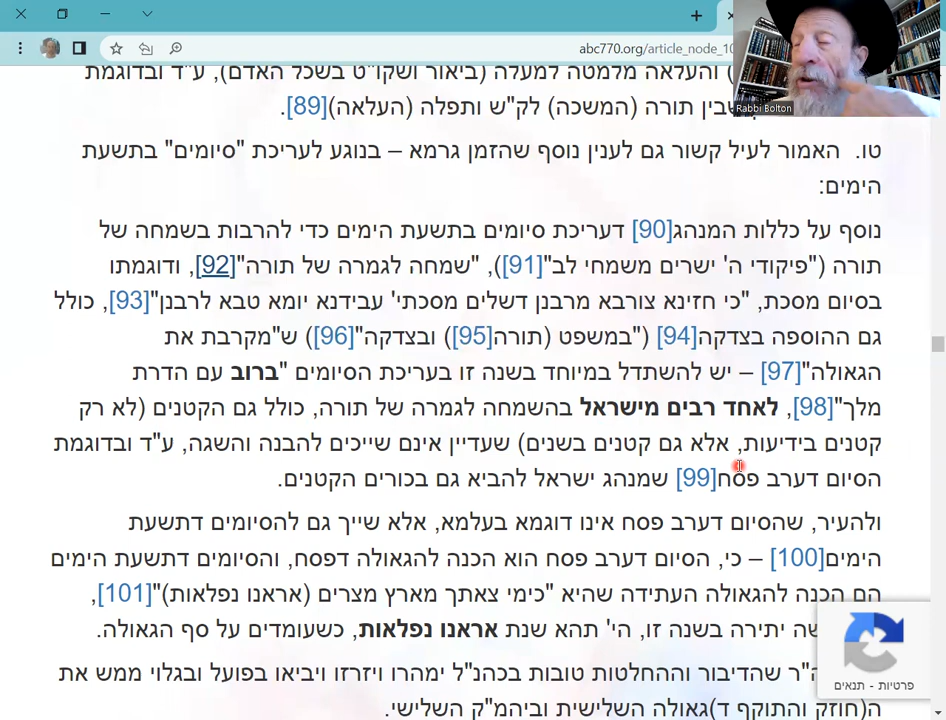 abc770.org/article_node_10
Rabbi Bolton
) והעלאה מלמטה למעלה (ביאור ושקו"ט בשכל האדם), ע"ד ובדוגמת
שבין תורה (המשכה) לק"ש ותפלה (העלאה)[89].
טו. האמור לעיל קשור גם לענין נוסף שהזמן גרמא – בנוגע לעריכת "סיומים" בתשעת
הימים:
נוסף על כללות המנהג[90] דעריכת סיומים בתשעת הימים כדי להרבות בשמחה של
תורה ("פיקודי ה' ישרים משמחי לב"[91]), "שמחה לגמרה של תורה"[92], ודוגמתו
בסיום מסכת, "כי חזינא צורבא מרבנן דשלים מסכתי' עבידנא יומא טבא לרבנן"[93], כולל
גם ההוספה בצדקה[94] ("במשפט (תורה[95]) ובצדקה"[96]) ש"מקרבת את
הגאולה"[97] – יש להשתדל במיוחד בשנה זו בעריכת הסיומים "ברוב עם הדרת
מלך"[98], לאחד רבים מישראל בהשמחה לגמרה של תורה, כולל גם הקטנים (לא רק
קטנים בידיעות, אלא גם קטנים בשנים) שעדיין אינם שייכים להבנה והשגה, ע"ד ובדוגמת
הסיום דערב פסח[99] שמנהג ישראל להביא גם בכורים הקטנים.
ולהעיר, שהסיום דערב פסח אינו דוגמא בעלמא, אלא שייך גם להסיומים דתשעת
הימים[100] – כי, הסיום דערב פסח הוא הכנה להגאולה דפסח, והסיומים דתשעת הימים
הם הכנה להגאולה העתידה שהיא "כימי צאתך מארץ מצרים (אראנו נפלאות)"[101],
שה יתירה בשנה זו, הי' תהא שנת אראנו נפלאות, כשעומדים על סף הגאולה.
ה"ר שהדיבור וההחלטות טובות בכהנ"ל ימהרו ויזרזו ויביאו בפועל ובגלוי ממש את
ה(חוזק והתוקף ד)גאולה השלישית וביהמ"ק השלישי.
פרטיות - תנאים